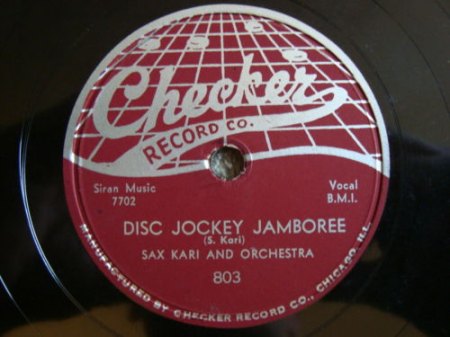 Checker
RECORD CO.
Siran Music
7702
Vocal
B.M.I.
DISC JOCKEY JAMBOREE
(S. Kari)
SAX KARI AND ORCHESTRA
803
MANUFACTURED BY CHECKER RECORD CO., CHICAGO, ILL.